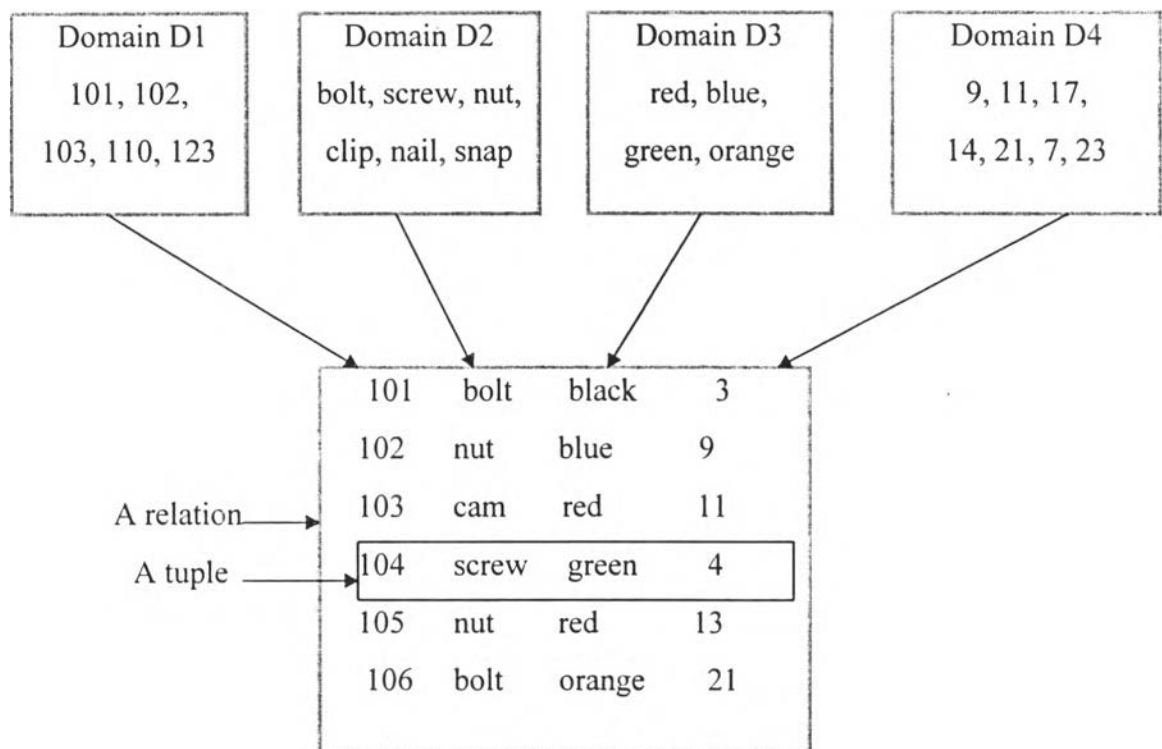 Domain D1
101, 102,
103, 110, 123
Domain D2
bolt, screw, nut,
clip, nail, snap
Domain D3
red, blue,
green, orange
Domain D4
9, 11, 17,
14, 21, 7, 23
101 bolt black 3
102 nut blue 9
103 cam red 11
A relation
104 screw green 4
A tuple
105 nut red 13
106 bolt orange 21